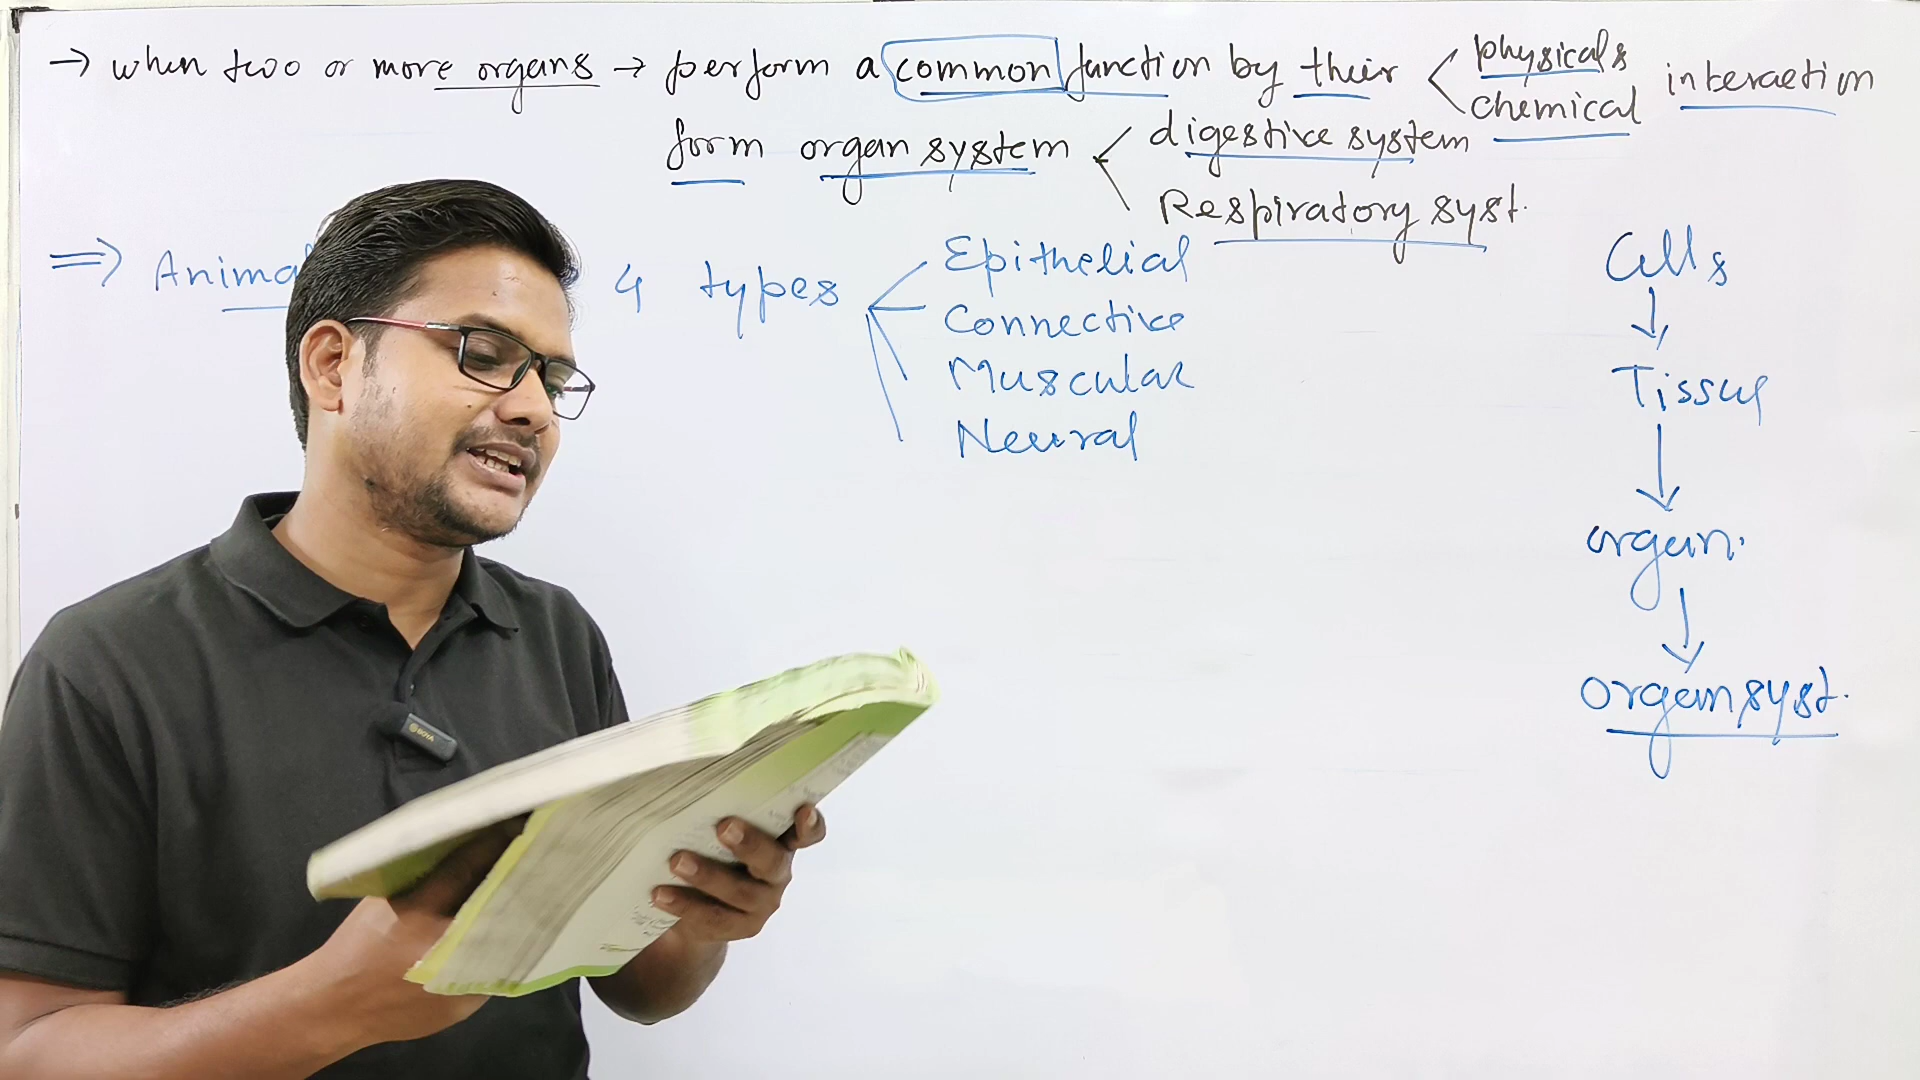 → when two or more organs → perform a common function by their < physical &
chemical interaction
form organ system < digestive system
Respiratory syst.
⇒ Anima 4 types
Epithelial
Connective
Muscular
Neural
Cells
↓
Tissue
↓
organ.
↓
organ syst.
BOYA